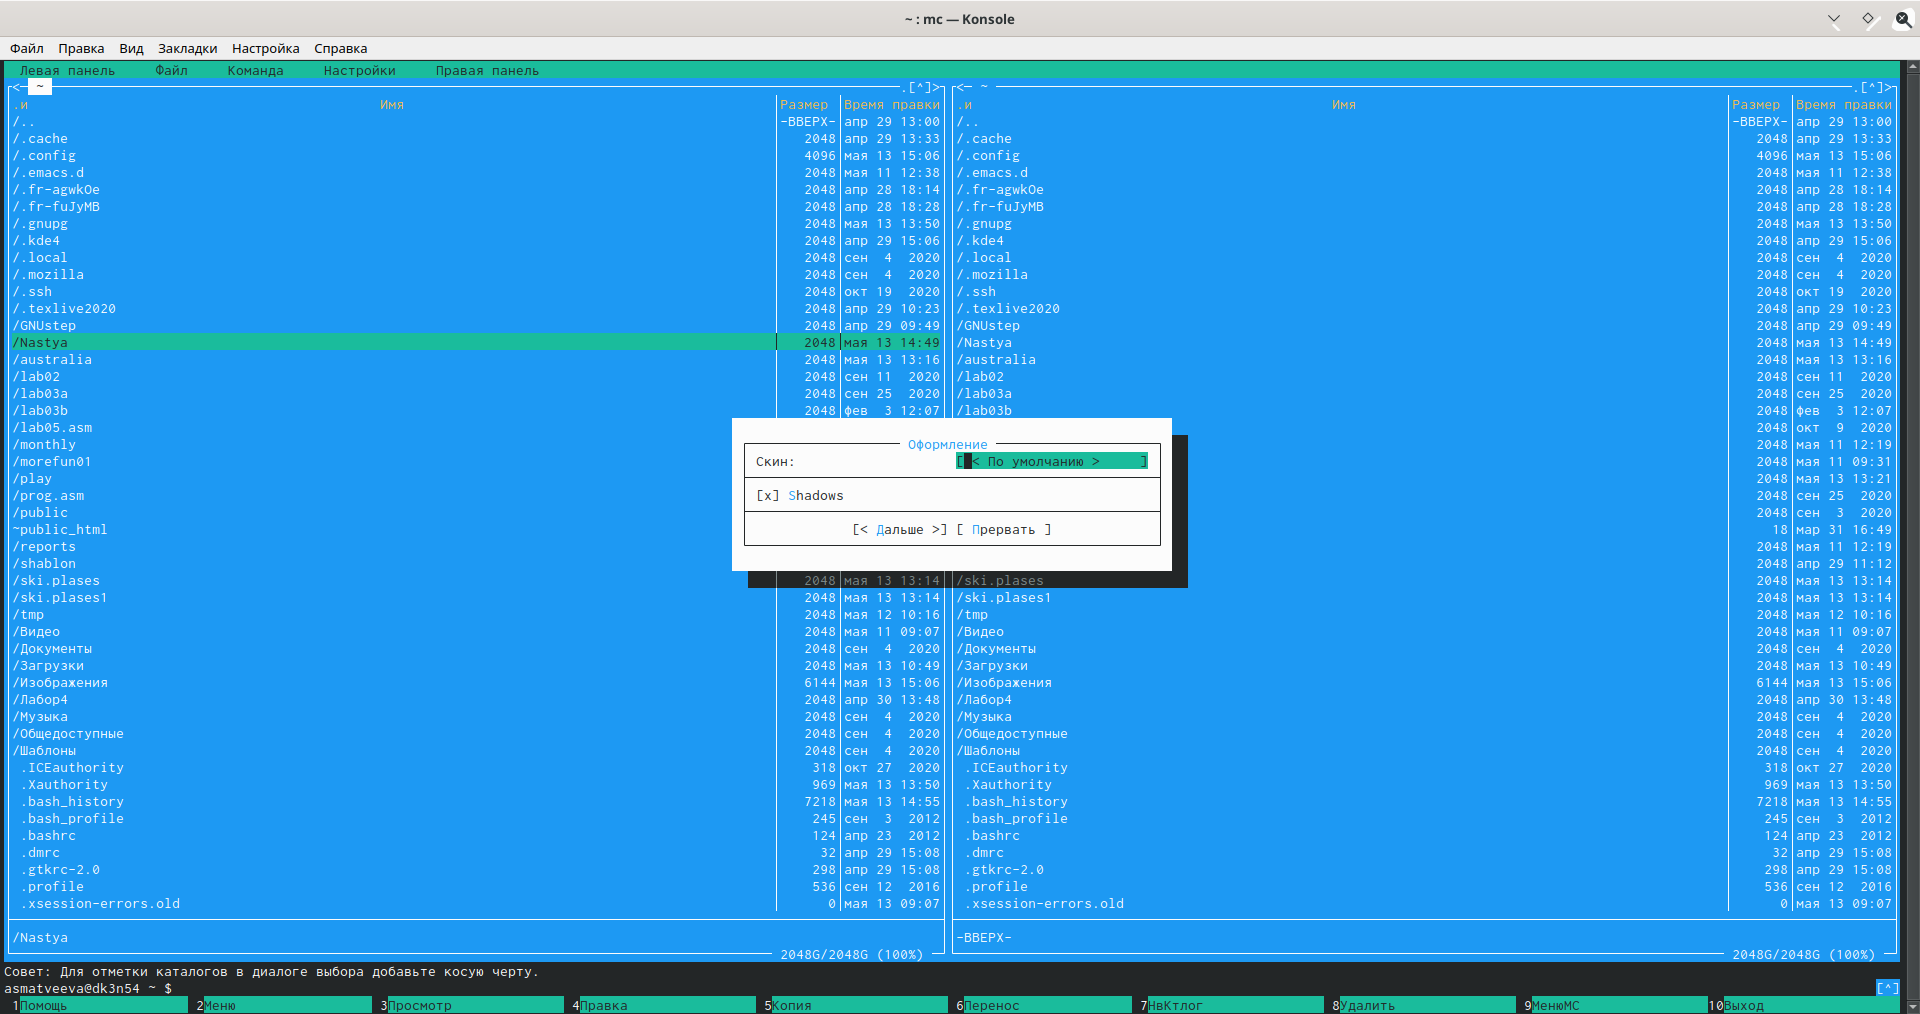 ~ : mc — Konsole
Файл Правка Вид Закладки Настройка Справка
Левая панель Файл Команда Настройки Правая панель
<─ ~ .[^]> <─ ~ .[^]>
.и Имя Размер Время правки .и Имя Размер Время правки
/.. -ВВЕРХ- апр 29 13:00 /.. -ВВЕРХ- апр 29 13:00
/.cache 2048 апр 29 13:33 /.cache 2048 апр 29 13:33
/.config 4096 мая 13 15:06 /.config 4096 мая 13 15:06
/.emacs.d 2048 мая 11 12:38 /.emacs.d 2048 мая 11 12:38
/.fr-agwkOe 2048 апр 28 18:14 /.fr-agwkOe 2048 апр 28 18:14
/.fr-fuJyMB 2048 апр 28 18:28 /.fr-fuJyMB 2048 апр 28 18:28
/.gnupg 2048 мая 13 13:50 /.gnupg 2048 мая 13 13:50
/.kde4 2048 апр 29 15:06 /.kde4 2048 апр 29 15:06
/.local 2048 сен 4 2020 /.local 2048 сен 4 2020
/.mozilla 2048 сен 4 2020 /.mozilla 2048 сен 4 2020
/.ssh 2048 окт 19 2020 /.ssh 2048 окт 19 2020
/.texlive2020 2048 апр 29 10:23 /.texlive2020 2048 апр 29 10:23
/GNUstep 2048 апр 29 09:49 /GNUstep 2048 апр 29 09:49
/Nastya 2048 мая 13 14:49 /Nastya 2048 мая 13 14:49
/australia 2048 мая 13 13:16 /australia 2048 мая 13 13:16
/lab02 2048 сен 11 2020 /lab02 2048 сен 11 2020
/lab03a 2048 сен 25 2020 /lab03a 2048 сен 25 2020
/lab03b 2048 фев 3 12:07 /lab03b 2048 фев 3 12:07
/lab05.asm 2048 окт 9 2020
/monthly Оформление 2048 мая 11 12:19
/morefun01 Скин: [< По умолчанию > ] 2048 мая 11 09:31
/play 2048 мая 13 13:21
/prog.asm [x] Shadows 2048 сен 25 2020
/public 2048 сен 3 2020
~public_html [< Дальше >] [ Прервать ] 18 мар 31 16:49
/reports 2048 мая 11 12:19
/shablon 2048 апр 29 11:12
/ski.plases 2048 мая 13 13:14 /ski.plases 2048 мая 13 13:14
/ski.plases1 2048 мая 13 13:14 /ski.plases1 2048 мая 13 13:14
/tmp 2048 мая 12 10:16 /tmp 2048 мая 12 10:16
/Видео 2048 мая 11 09:07 /Видео 2048 мая 11 09:07
/Документы 2048 сен 4 2020 /Документы 2048 сен 4 2020
/Загрузки 2048 мая 13 10:49 /Загрузки 2048 мая 13 10:49
/Изображения 6144 мая 13 15:06 /Изображения 6144 мая 13 15:06
/Лабор4 2048 апр 30 13:48 /Лабор4 2048 апр 30 13:48
/Музыка 2048 сен 4 2020 /Музыка 2048 сен 4 2020
/Общедоступные 2048 сен 4 2020 /Общедоступные 2048 сен 4 2020
/Шаблоны 2048 сен 4 2020 /Шаблоны 2048 сен 4 2020
.ICEauthority 318 окт 27 2020 .ICEauthority 318 окт 27 2020
.Xauthority 969 мая 13 13:50 .Xauthority 969 мая 13 13:50
.bash_history 7218 мая 13 14:55 .bash_history 7218 мая 13 14:55
.bash_profile 245 сен 3 2012 .bash_profile 245 сен 3 2012
.bashrc 124 апр 23 2012 .bashrc 124 апр 23 2012
.dmrc 32 апр 29 15:08 .dmrc 32 апр 29 15:08
.gtkrc-2.0 298 апр 29 15:08 .gtkrc-2.0 298 апр 29 15:08
.profile 536 сен 12 2016 .profile 536 сен 12 2016
.xsession-errors.old 0 мая 13 09:07 .xsession-errors.old 0 мая 13 09:07
/Nastya -ВВЕРХ-
2048G/2048G (100%) 2048G/2048G (100%)
Совет: Для отметки каталогов в диалоге выбора добавьте косую черту.
asmatveeva@dk3n54 ~ $ [^]
1Помощь 2Меню 3Просмотр 4Правка 5Копия 6Перенос 7НвКтлог 8Удалить 9МенюMC 10Выход